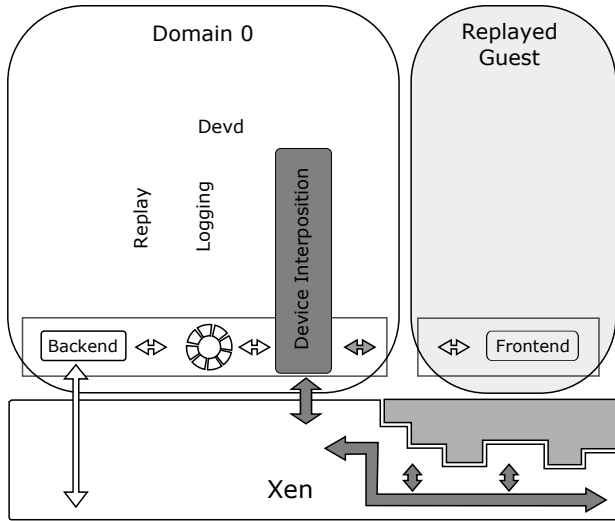 Domain 0
Replayed
Guest
Devd
Replay
Logging
Device Interposition
Backend
Frontend
Xen